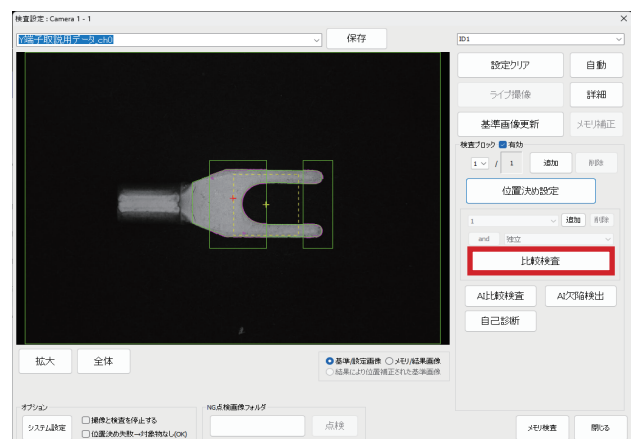 検査設定 : Camera 1 - 1
Y端子取説用データ_ch0
保存
ID1
設定クリア
自動
ライブ撮像
詳細
基準画像更新
メモリ補正
検査ブロック 有効
1 / 1 追加 削除
位置決め設定
1 追加 削除
and 独立
比較検査
AI比較検査
AI欠陥検出
自己診断
拡大
全体
基準/設定画像 メモリ/結果画像
結果により位置補正された基準画像
オプション
システム設定
撮像と検査を停止する
位置決め失敗→対象物なし(OK)
NG点検画像フォルダ
点検
メモリ検査
閉じる